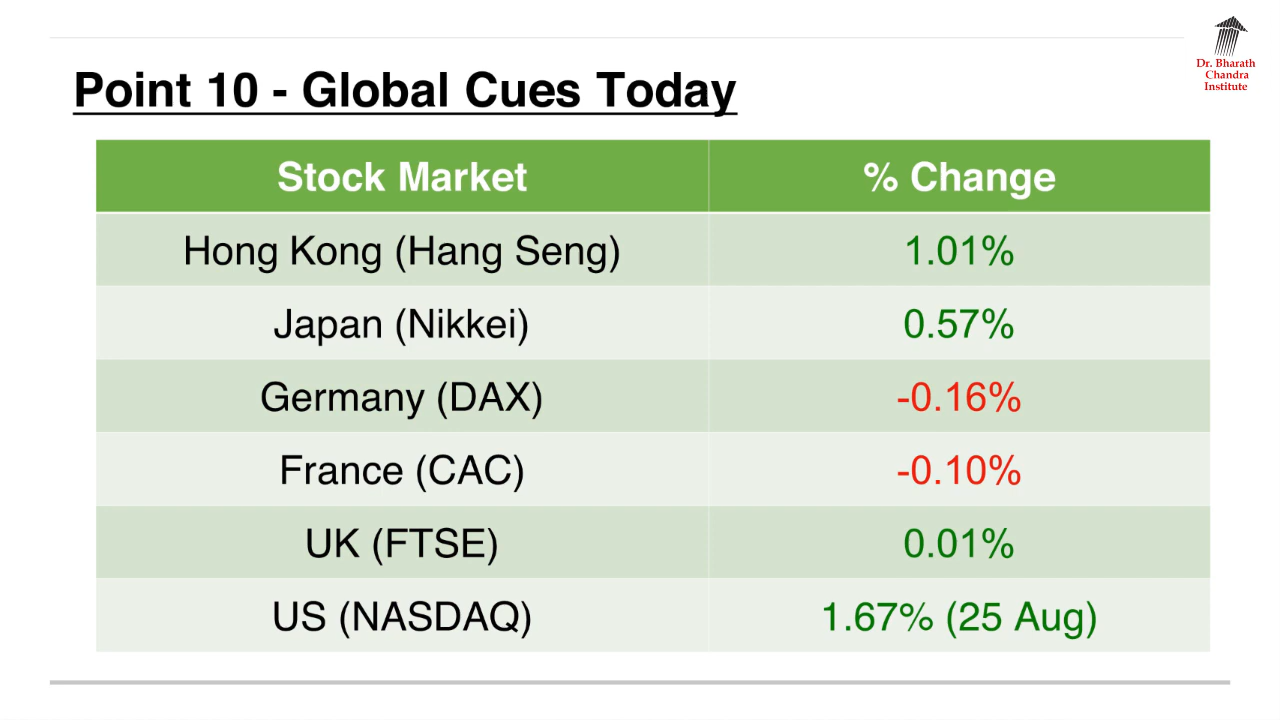 Dr. Bharath
Chandra
Institute
Point 10 - Global Cues Today
Stock Market % Change
Hong Kong (Hang Seng) 1.01%
Japan (Nikkei) 0.57%
Germany (DAX) -0.16%
France (CAC) -0.10%
UK (FTSE) 0.01%
US (NASDAQ) 1.67% (25 Aug)